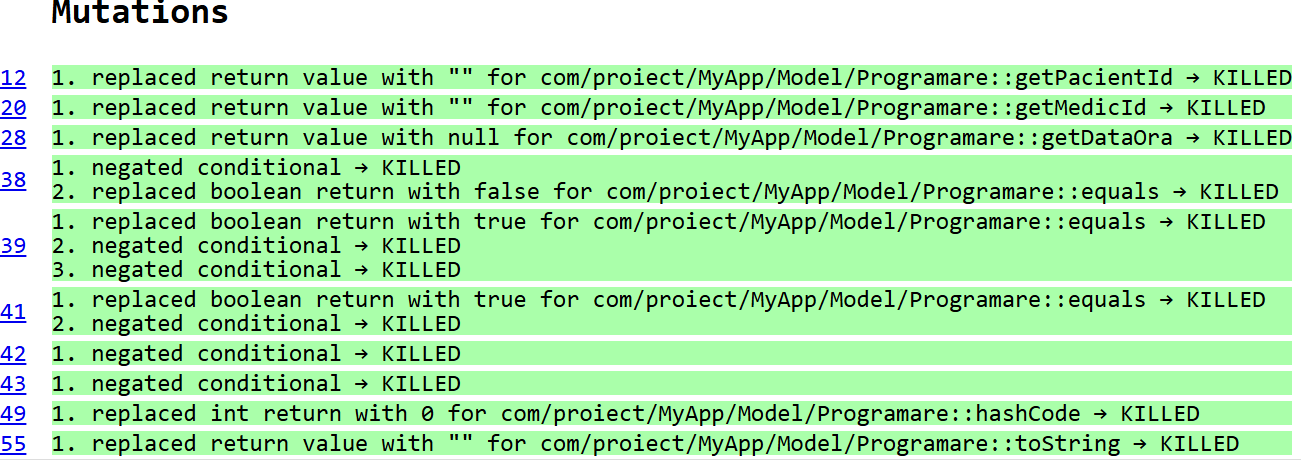 Mutations
12 1. replaced return value with "" for com/proiect/MyApp/Model/Programare::getPacientId → KILLED
20 1. replaced return value with "" for com/proiect/MyApp/Model/Programare::getMedicId → KILLED
28 1. replaced return value with null for com/proiect/MyApp/Model/Programare::getDataOra → KILLED
38 1. negated conditional → KILLED
2. replaced boolean return with false for com/proiect/MyApp/Model/Programare::equals → KILLED
39 1. replaced boolean return with true for com/proiect/MyApp/Model/Programare::equals → KILLED
2. negated conditional → KILLED
3. negated conditional → KILLED
41 1. replaced boolean return with true for com/proiect/MyApp/Model/Programare::equals → KILLED
2. negated conditional → KILLED
42 1. negated conditional → KILLED
43 1. negated conditional → KILLED
49 1. replaced int return with 0 for com/proiect/MyApp/Model/Programare::hashCode → KILLED
55 1. replaced return value with "" for com/proiect/MyApp/Model/Programare::toString → KILLED